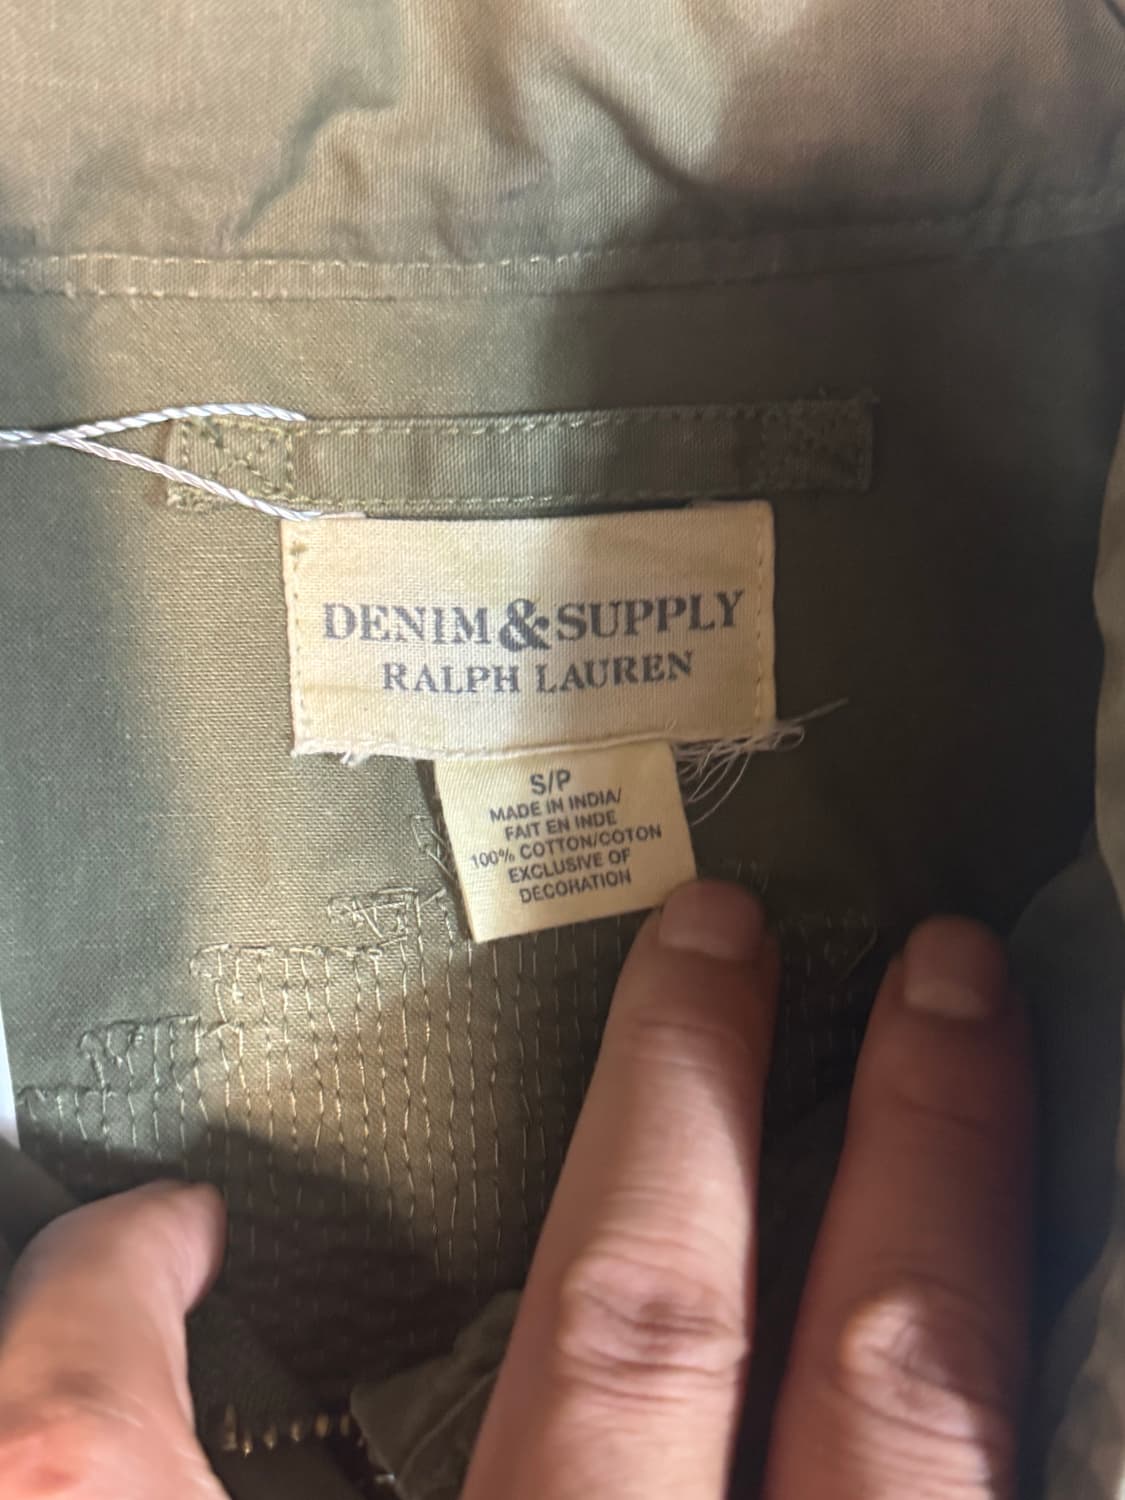 DENIM & SUPPLY
RALPH LAUREN
S/P
MADE IN INDIA/
FAIT EN INDE
100% COTTON/COTON
EXCLUSIVE OF
DECORATION